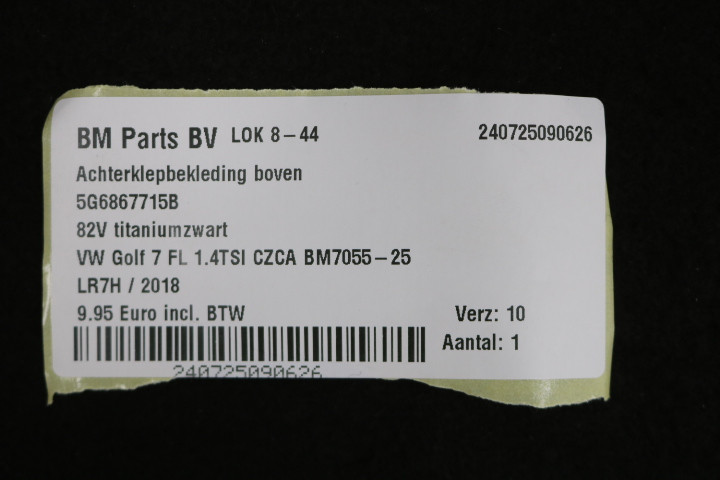 BM Parts BV LOK 8-44 240725090626
Achterklepbekleding boven
5G6867715B
82V titaniumzwart
VW Golf 7 FL 1.4TSI CZCA BM7055-25
LR7H / 2018
9.95 Euro incl. BTW Verz: 10
Aantal: 1
240725090626